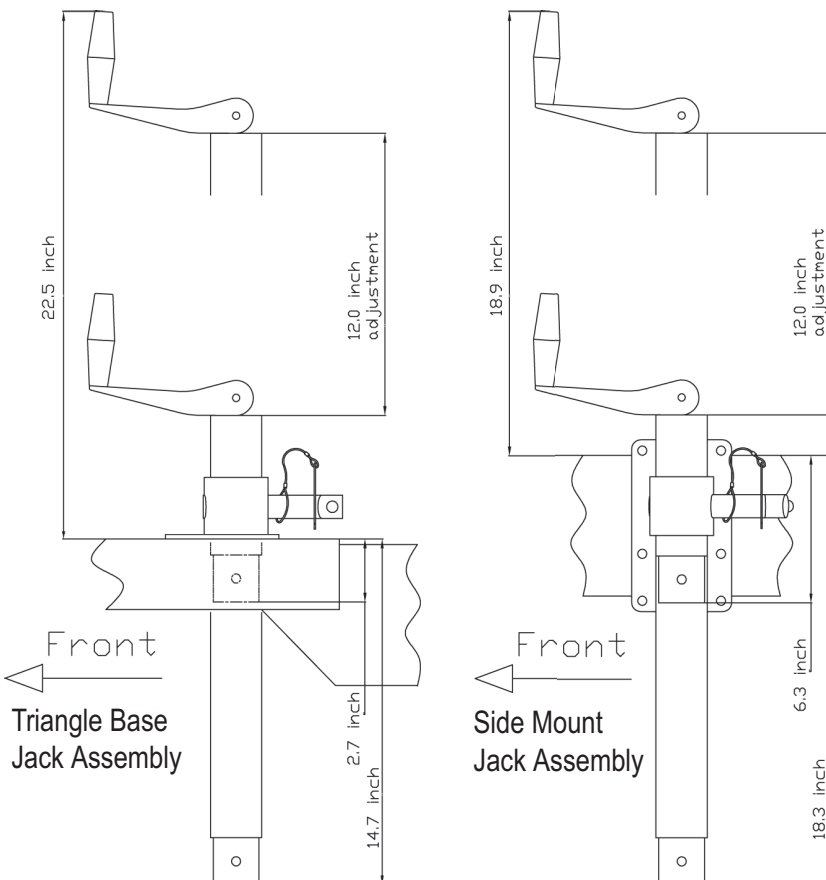 22.5 inch
12.0 inch
adjustment
2.7 inch
14.7 inch
Front
Triangle Base
Jack Assembly
18.9 inch
12.0 inch
adjustment
6.3 inch
18.3 inch
Front
Side Mount
Jack Assembly